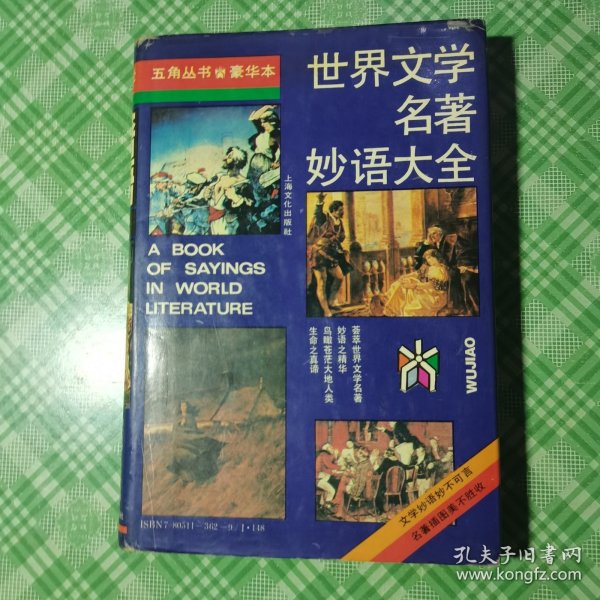 五角丛书 豪华本
世界文学
名著
妙语大全
上海文化出版社
A BOOK
OF SAYINGS
IN WORLD
LITERATURE
荟萃世界文学名著
妙语之精华
鸟瞰苍茫大地人类
生命之真谛
WUJIAO
文学妙语妙不可言
名著插图美不胜收
ISBN7-80511-362-9/I·148
孔夫子旧书网
www.kongfz.com